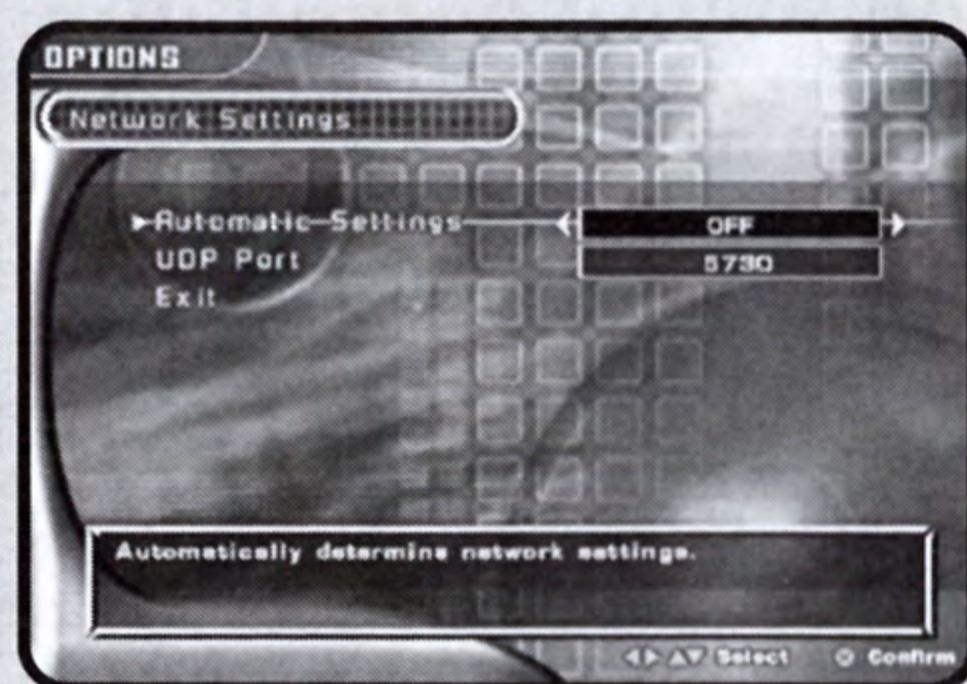 OPTIONS
Network Settings
Automatic Settings OFF
UDP Port 5730
Exit
Automatically determine network settings.
Select Confirm